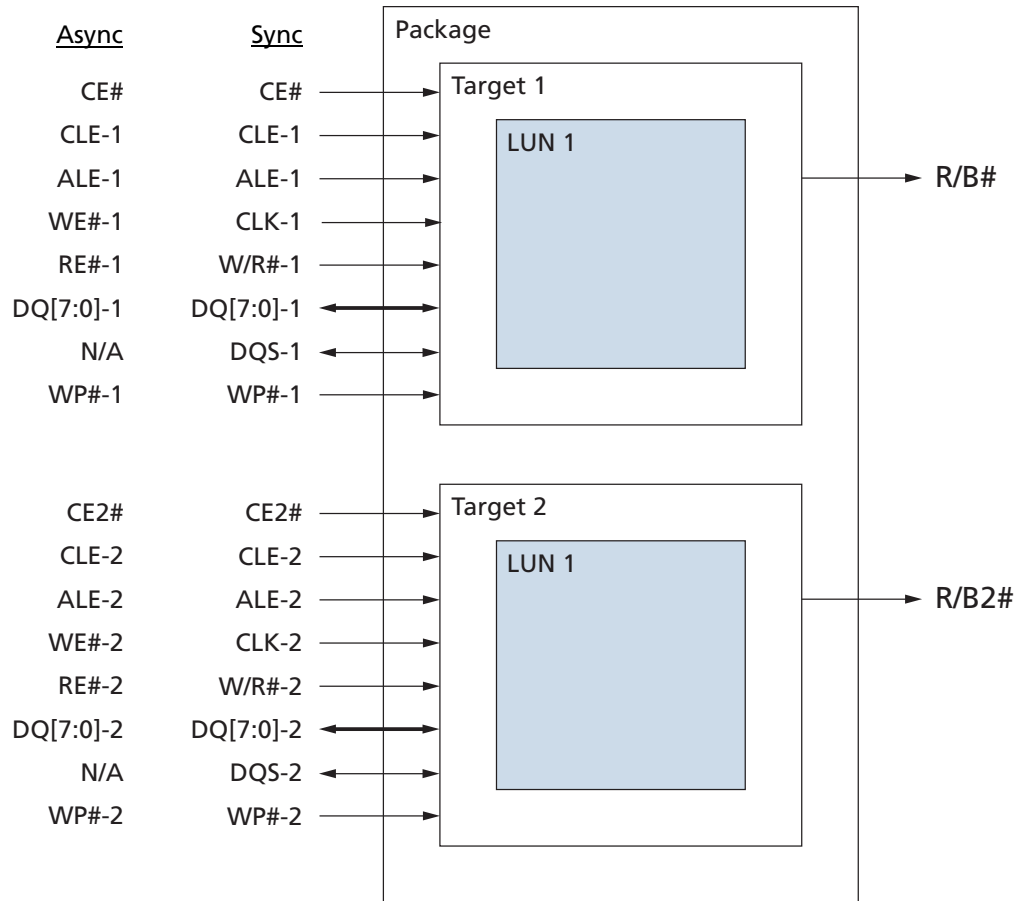 Async Sync Package
CE# CE# Target 1
CLE-1 CLE-1 LUN 1
ALE-1 ALE-1 R/B#
WE#-1 CLK-1
RE#-1 W/R#-1
DQ[7:0]-1 DQ[7:0]-1
N/A DQS-1
WP#-1 WP#-1
CE2# CE2# Target 2
CLE-2 CLE-2 LUN 1
ALE-2 ALE-2 R/B2#
WE#-2 CLK-2
RE#-2 W/R#-2
DQ[7:0]-2 DQ[7:0]-2
N/A DQS-2
WP#-2 WP#-2